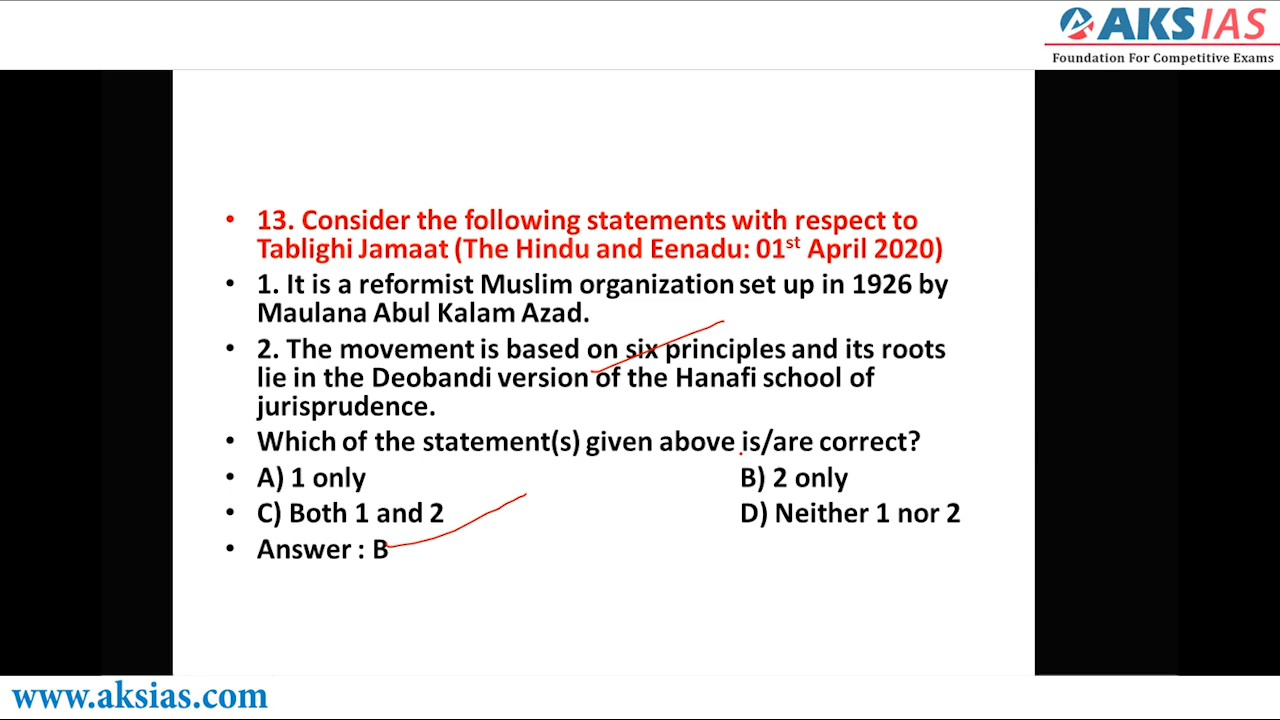 AKS IAS
Foundation For Competitive Exams
• 13. Consider the following statements with respect to
Tablighi Jamaat (The Hindu and Eenadu: 01st April 2020)
• 1. It is a reformist Muslim organization set up in 1926 by
Maulana Abul Kalam Azad.
• 2. The movement is based on six principles and its roots
lie in the Deobandi version of the Hanafi school of
jurisprudence.
• Which of the statement(s) given above is/are correct?
• A) 1 only B) 2 only
• C) Both 1 and 2 D) Neither 1 nor 2
• Answer : B
www.aksias.com